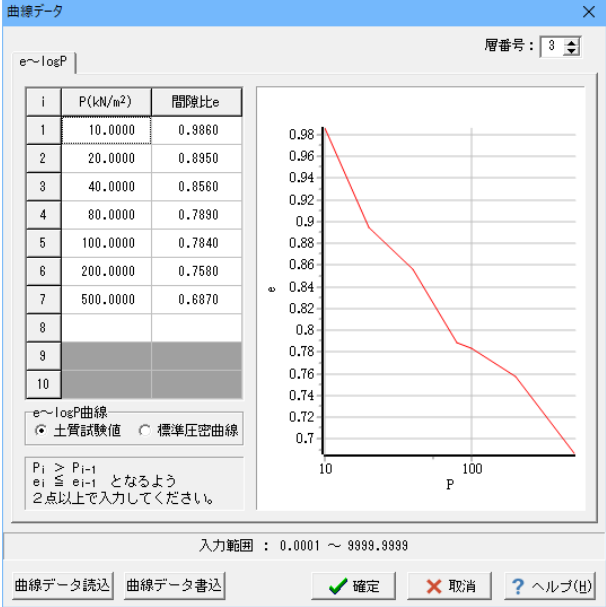 曲線データ
層番号： 3
e～logP
i P(kN/m²) 間隙比e
1 10.0000 0.9860
2 20.0000 0.8950
3 40.0000 0.8560
4 80.0000 0.7890
5 100.0000 0.7840
6 200.0000 0.7580
7 500.0000 0.6870
8
9
10
e～logP曲線
土質試験値 標準圧密曲線
Pi > Pi-1
ei ≦ ei-1 となるよう
２点以上で入力してください。
0.98
0.96
0.94
0.92
0.9
0.88
0.86
0.84
0.82
0.8
0.78
0.76
0.74
0.72
0.7
e
10 100
P
入力範囲 ： 0.0001 ～ 9999.9999
曲線データ読込 曲線データ書込 確定 取消 ? ヘルプ(H)